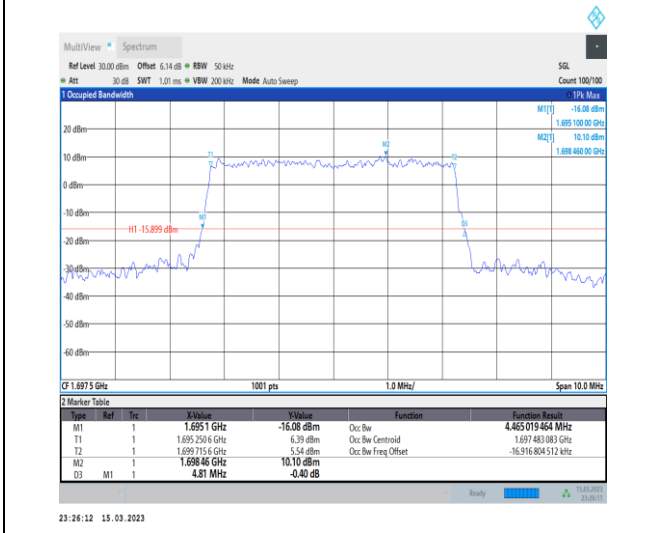 MultiView Spectrum
Ref Level 30.00 dBm Offset 6.14 dB RBW 50 kHz SGL
Att 30 dB SWT 1.01 ms VBW 200 kHz Mode Auto Sweep Count 100/100
1 Occupied Bandwidth 1Pk Max
M1[1] -16.08 dBm
1.695 100 00 GHz
M2[1] 10.10 dBm
1.698 460 00 GHz
20 dBm
M2
T1 T2
10 dBm
0 dBm
-10 dBm
M1
D3
H1 -15.899 dBm
-20 dBm
-30 dBm
-40 dBm
-50 dBm
-60 dBm
CF 1.697 5 GHz 1001 pts 1.0 MHz/ Span 10.0 MHz
2 Marker Table
Type Ref Trc X-Value Y-Value Function Function Result
M1 1 1.695 1 GHz -16.08 dBm Occ Bw 4.465 019 464 MHz
T1 1 1.695 250 6 GHz 6.39 dBm Occ Bw Centroid 1.697 483 083 GHz
T2 1 1.699 715 6 GHz 5.54 dBm Occ Bw Freq Offset -16.916 804 512 kHz
M2 1 1.698 46 GHz 10.10 dBm
D3 M1 1 4.81 MHz -0.40 dB
Ready 15.03.2023
23:26:11
23:26:12 15.03.2023